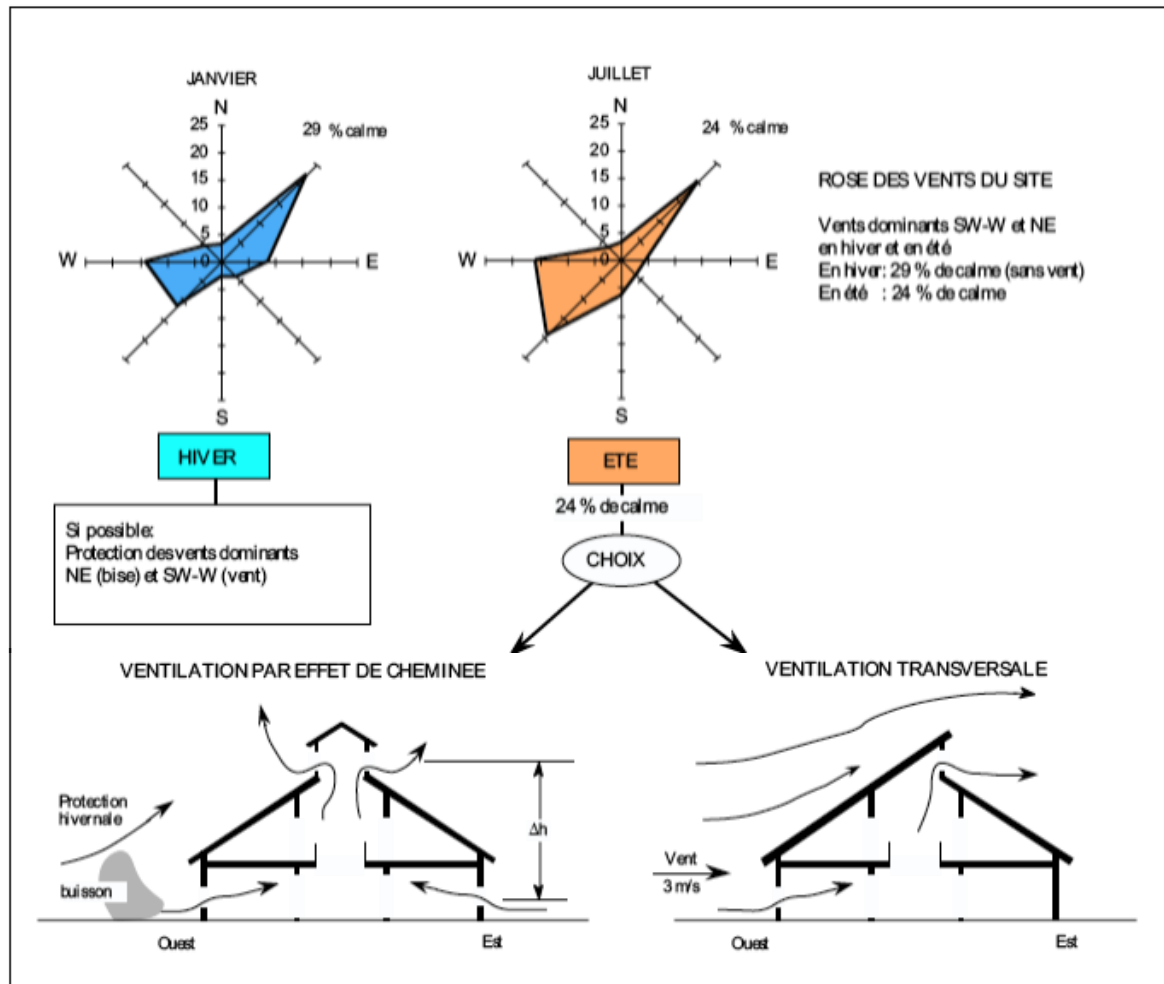 JANVIER
N
25
20
15
10
5
0
W
E
S
29 % calme
JUILLET
N
25
20
15
10
5
0
W
E
S
24 % calme
ROSE DES VENTS DU SITE
Vents dominants SW-W et NE
en hiver et en été
En hiver: 29 % de calme (sans vent)
En été : 24 % de calme
HIVER
Si possible:
Protection des vents dominants
NE (bise) et SW-W (vent)
ETE
24 % de calme
CHOIX
VENTILATION PAR EFFET DE CHEMINEE
Protection
hivernale
buisson
Δh
Ouest
Est
VENTILATION TRANSVERSALE
Vent
3 m/s
Ouest
Est